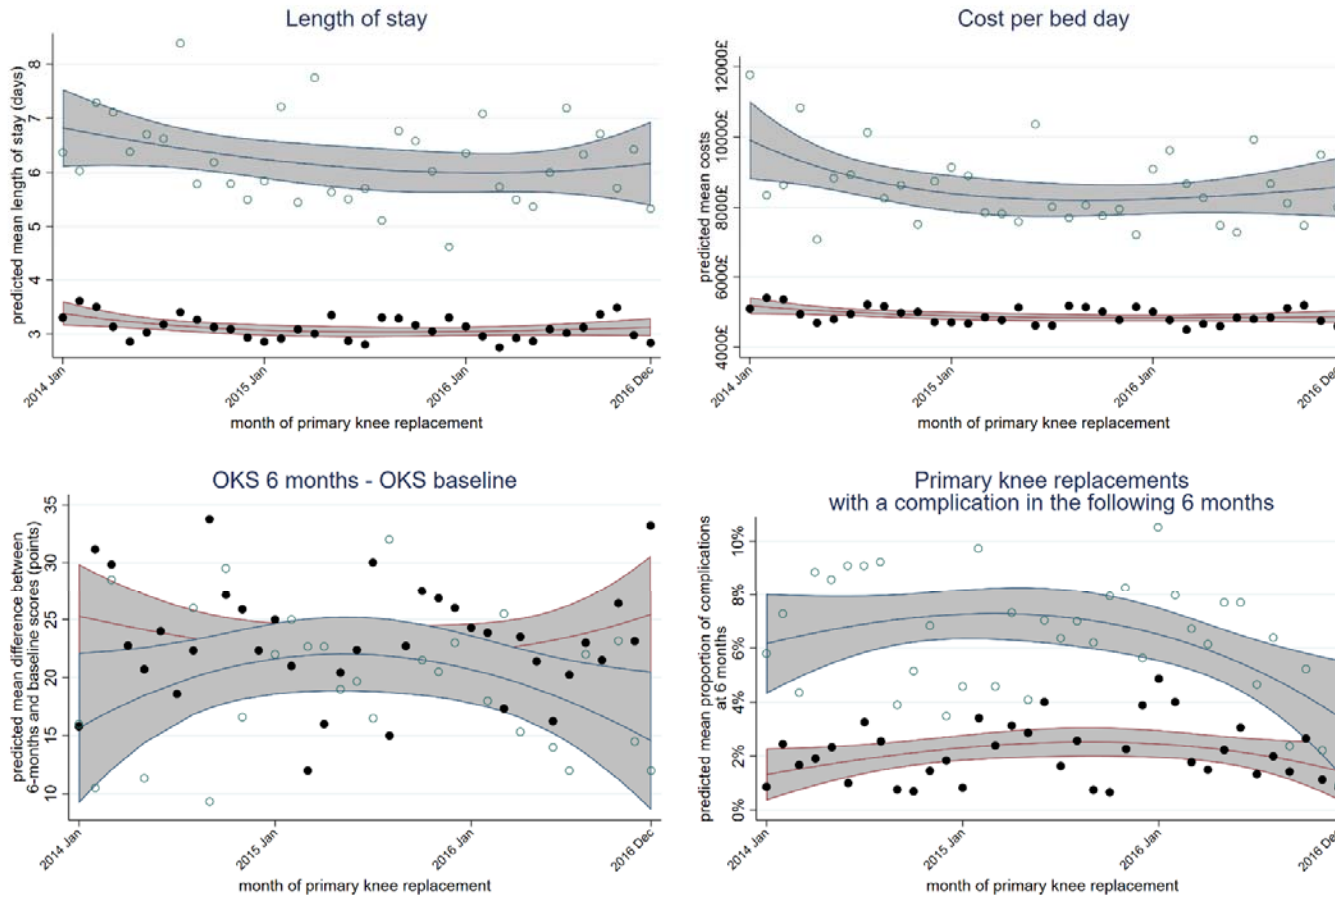 Length of stay
predicted mean length of stay (days)
8
7
6
5
4
3
2014 Jan
2015 Jan
2016 Jan
2016 Dec
month of primary knee replacement
Cost per bed day
predicted mean costs
12000£
10000£
8000£
6000£
4000£
2014 Jan
2015 Jan
2016 Jan
2016 Dec
month of primary knee replacement
OKS 6 months - OKS baseline
predicted mean difference between
6-months and baseline scores (points)
35
30
25
20
15
10
2014 Jan
2015 Jan
2016 Jan
2016 Dec
month of primary knee replacement
Primary knee replacements
with a complication in the following 6 months
predicted mean proportion of complications
at 6 months
10%
8%
6%
4%
2%
0%
2014 Jan
2015 Jan
2016 Jan
2016 Dec
month of primary knee replacement